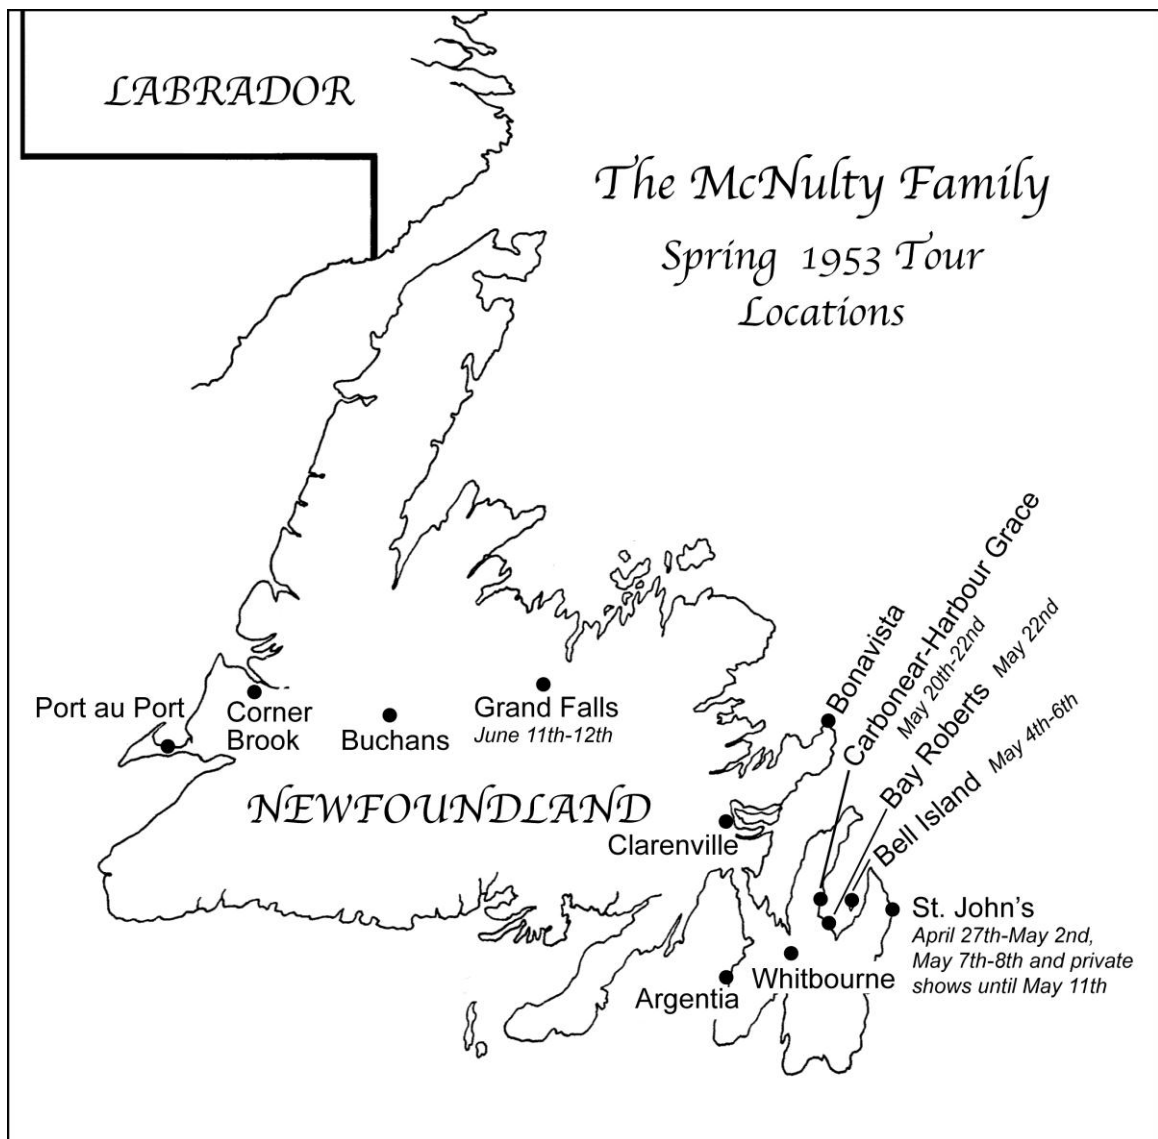 LABRADOR
The McNulty Family
Spring 1953 Tour
Locations
Port au Port
Corner
Brook
Buchans
Grand Falls
June 11th-12th
NEWFOUNDLAND
Clarenville
Bonavista
Carbonear-Harbour Grace
May 20th-22nd
Bay Roberts May 22nd
Bell Island May 4th-6th
St. John's
April 27th-May 2nd,
May 7th-8th and private
shows until May 11th
Whitbourne
Argentia